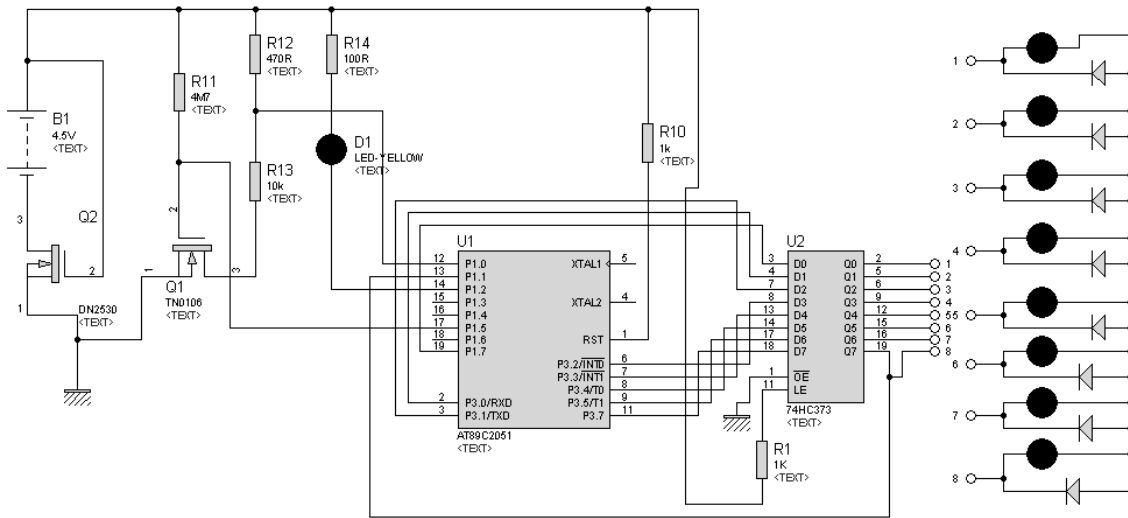 R12
470R
<TEXT>
R14
100R
<TEXT>
R11
4M7
<TEXT>
B1
4.5V
<TEXT>
R13
10k
<TEXT>
D1
LED-YELLOW
<TEXT>
R10
1k
<TEXT>
3
Q2
2
1
DN2530
<TEXT>
2
1
3
Q1
TN0106
<TEXT>
U1
12 P1.0
13 P1.1
14 P1.2
15 P1.3
16 P1.4
17 P1.5
18 P1.6
19 P1.7
2 P3.0/RXD
3 P3.1/TXD
XTAL1 5
XTAL2 4
RST 1
P3.2/INT0 6
P3.3/INT1 7
P3.4/T0 8
P3.5/T1 9
P3.7 11
AT89C2051
<TEXT>
U2
3 D0 Q0 2 1
4 D1 Q1 5 2
7 D2 Q2 6 3
8 D3 Q3 9 4
13 D4 Q4 12 5
14 D5 Q5 15 6
17 D6 Q6 16 7
18 D7 Q7 19 8
1 OE
11 LE
74HC373
<TEXT>
R1
1K
<TEXT>
1
2
3
4
5
6
7
8